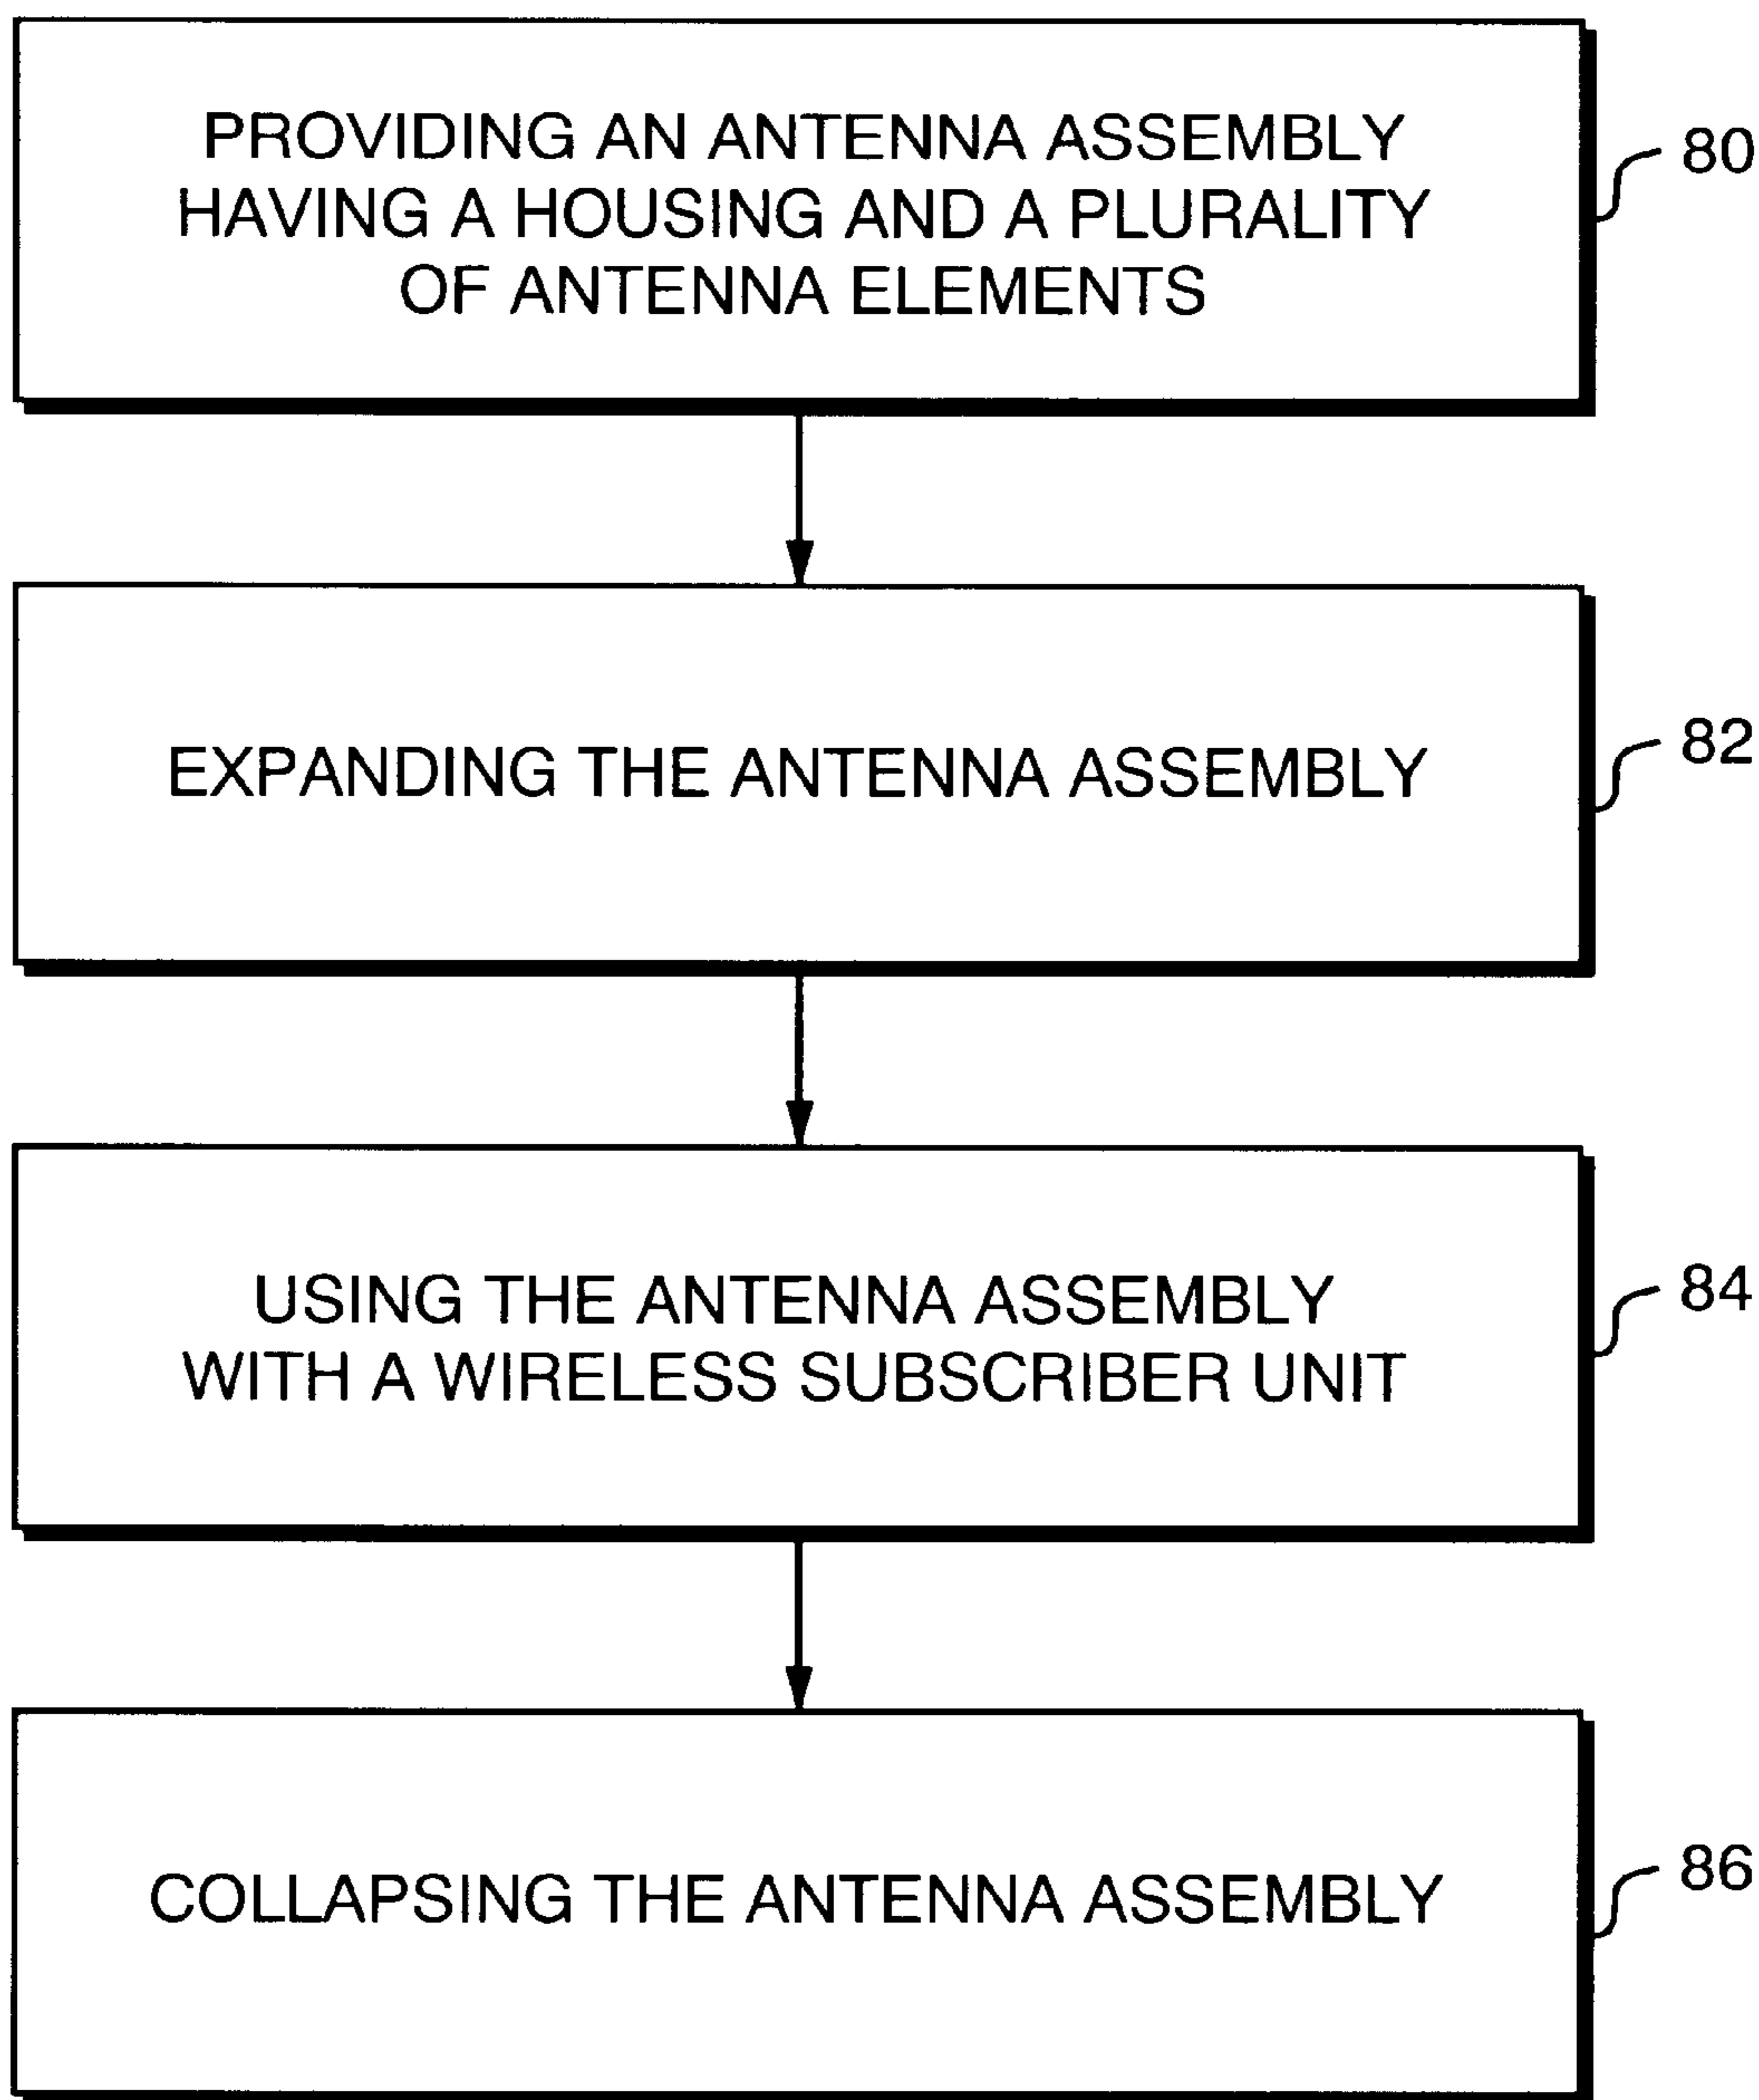 PROVIDING AN ANTENNA ASSEMBLY
HAVING A HOUSING AND A PLURALITY
OF ANTENNA ELEMENTS
80
EXPANDING THE ANTENNA ASSEMBLY
82
USING THE ANTENNA ASSEMBLY
WITH A WIRELESS SUBSCRIBER UNIT
84
COLLAPSING THE ANTENNA ASSEMBLY
86